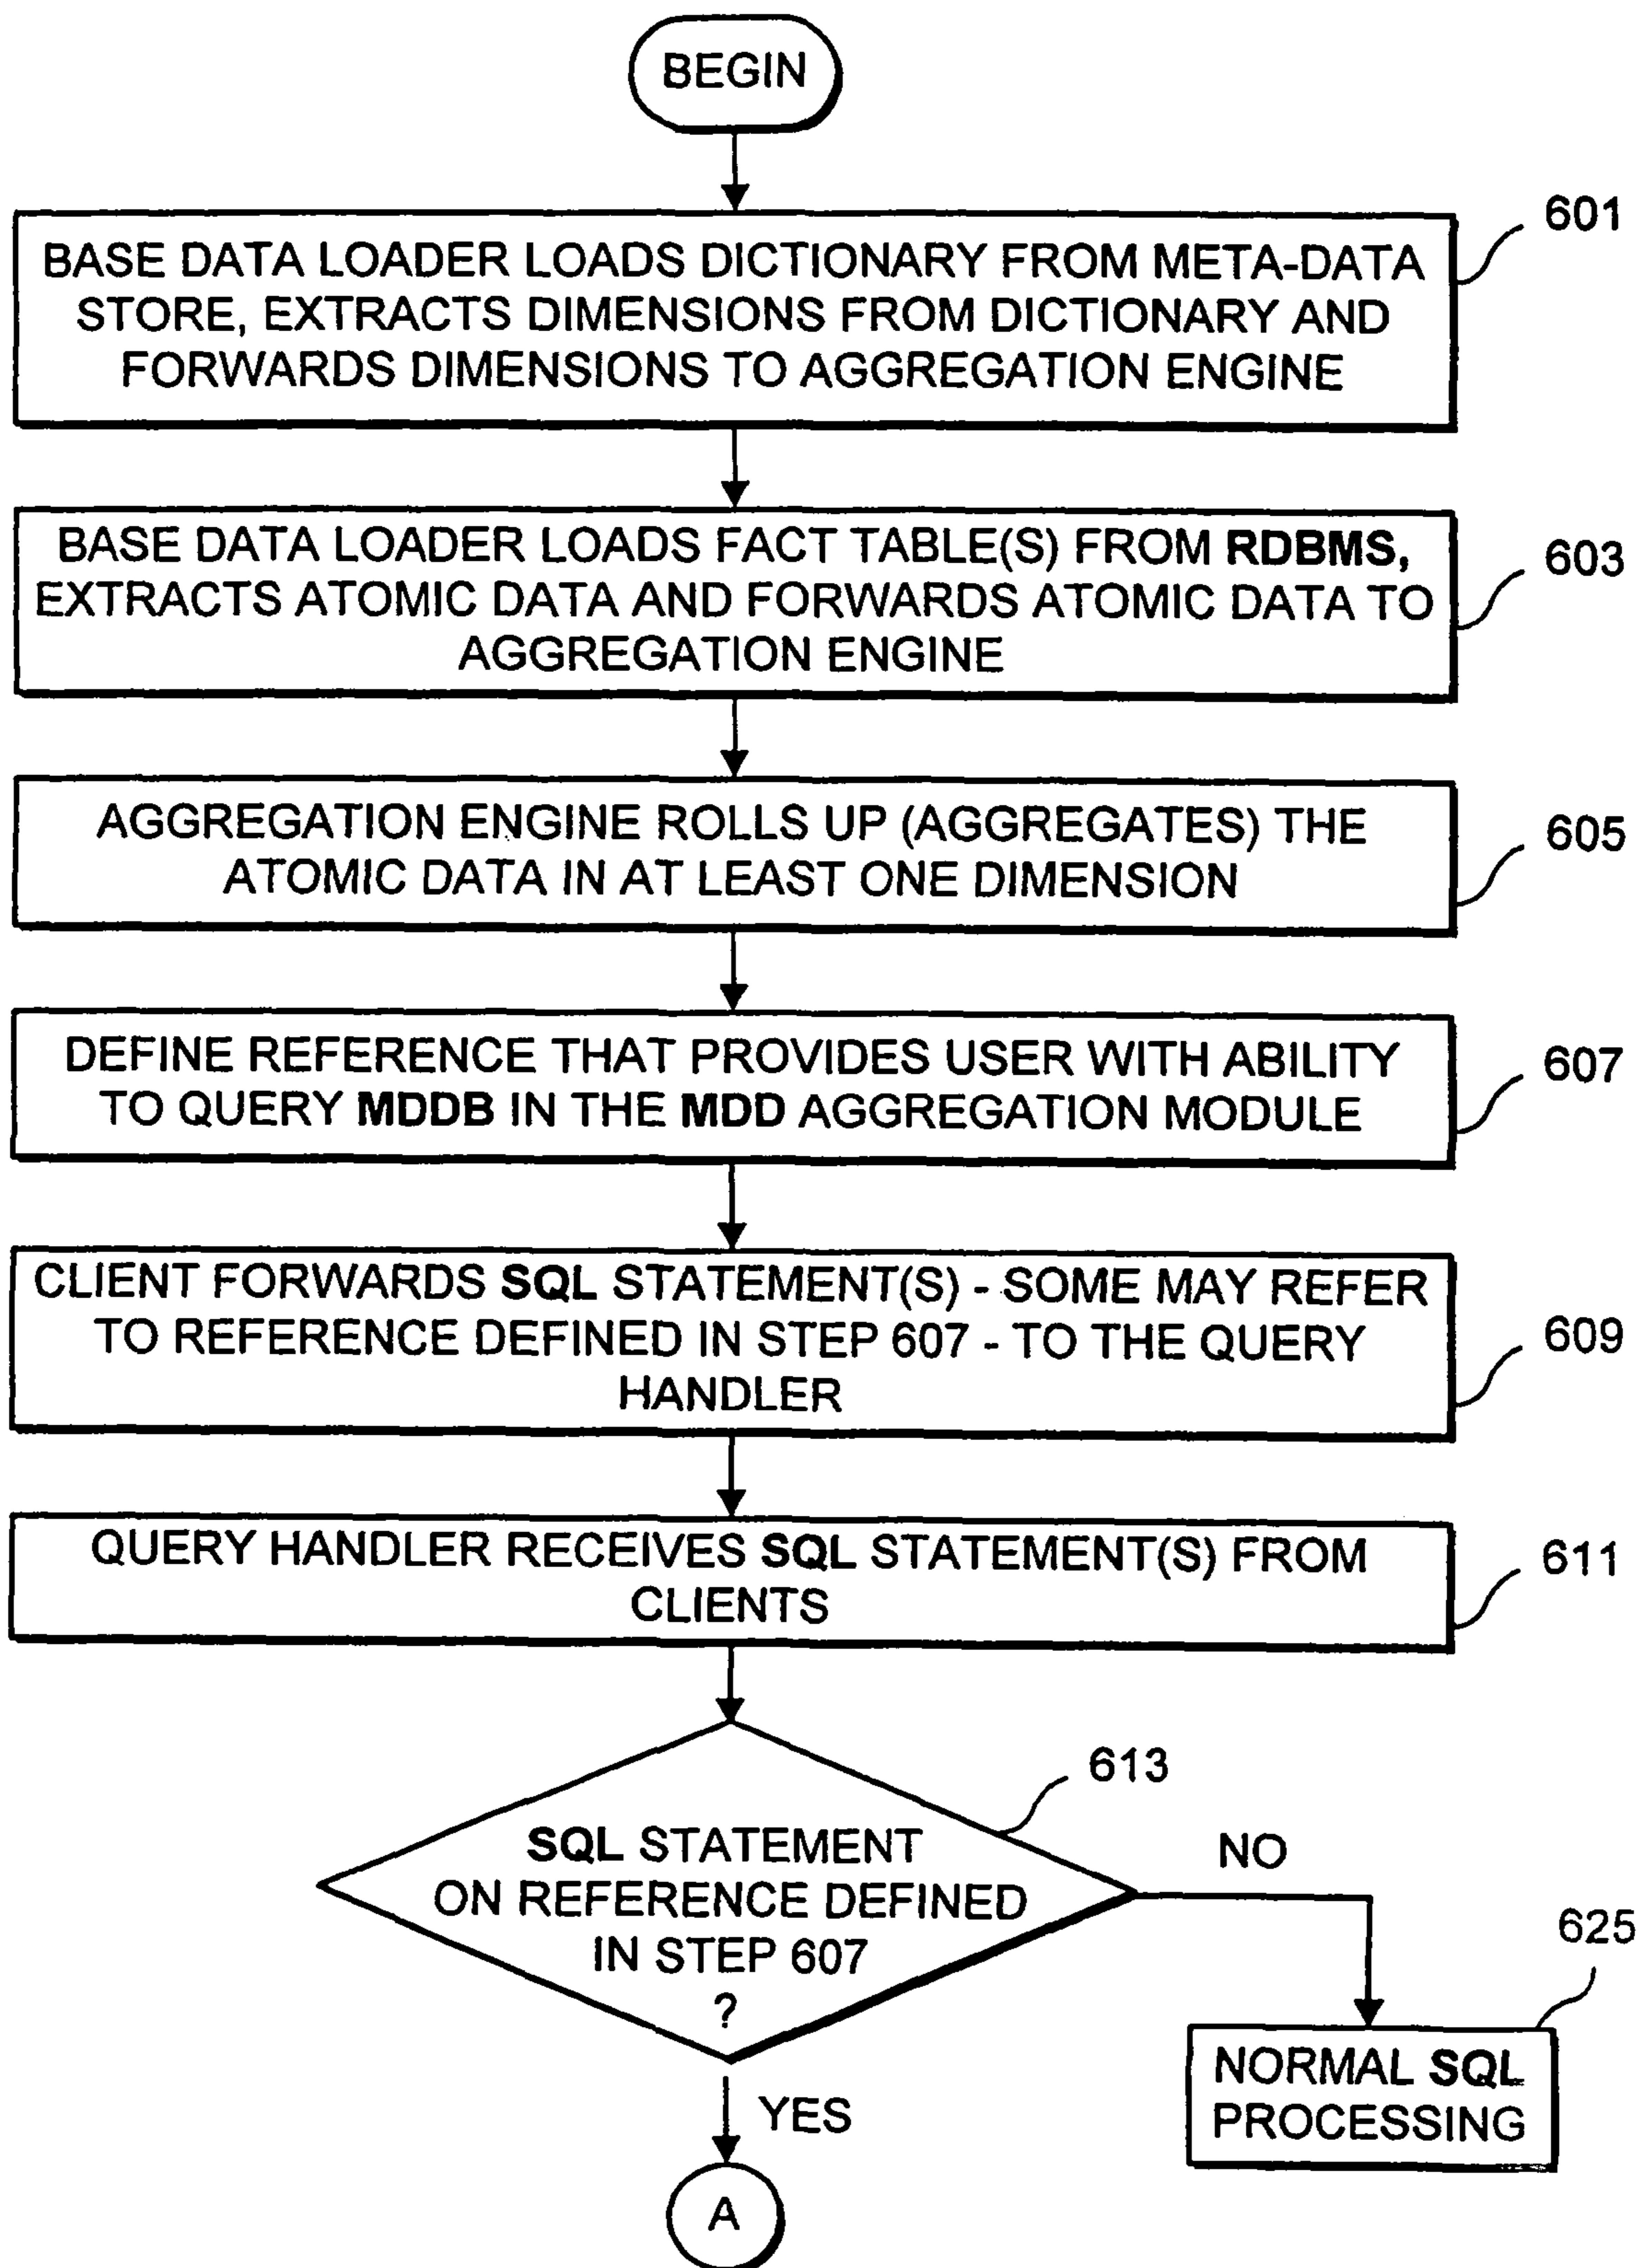 BEGIN
601
BASE DATA LOADER LOADS DICTIONARY FROM META-DATA
STORE, EXTRACTS DIMENSIONS FROM DICTIONARY AND
FORWARDS DIMENSIONS TO AGGREGATION ENGINE
603
BASE DATA LOADER LOADS FACT TABLE(S) FROM RDBMS,
EXTRACTS ATOMIC DATA AND FORWARDS ATOMIC DATA TO
AGGREGATION ENGINE
605
AGGREGATION ENGINE ROLLS UP (AGGREGATES) THE
ATOMIC DATA IN AT LEAST ONE DIMENSION
607
DEFINE REFERENCE THAT PROVIDES USER WITH ABILITY
TO QUERY MDDB IN THE MDD AGGREGATION MODULE
609
CLIENT FORWARDS SQL STATEMENT(S) - SOME MAY REFER
TO REFERENCE DEFINED IN STEP 607 - TO THE QUERY
HANDLER
611
QUERY HANDLER RECEIVES SQL STATEMENT(S) FROM
CLIENTS
613
SQL STATEMENT
ON REFERENCE DEFINED
IN STEP 607
?
NO
625
NORMAL SQL
PROCESSING
YES
A